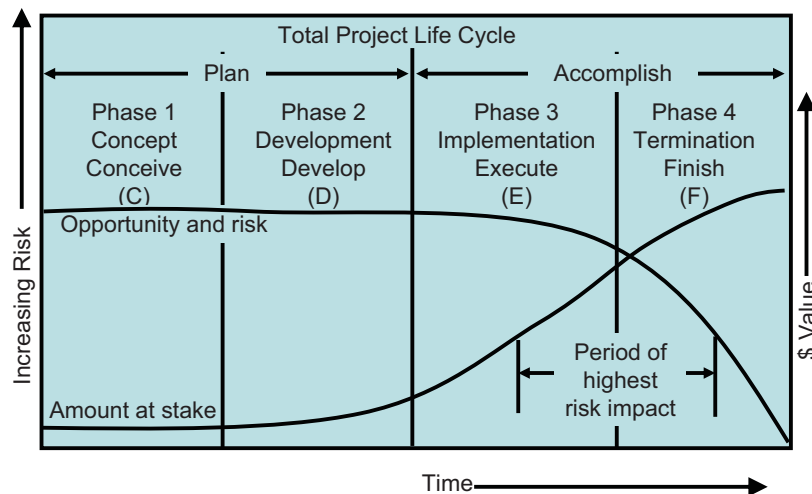 Total Project Life Cycle
Plan
Accomplish
Phase 1
Concept
Conceive
(C)
Phase 2
Development
Develop
(D)
Phase 3
Implementation
Execute
(E)
Phase 4
Termination
Finish
(F)
Opportunity and risk
Amount at stake
Period of
highest
risk impact
Increasing Risk
$ Value
Time